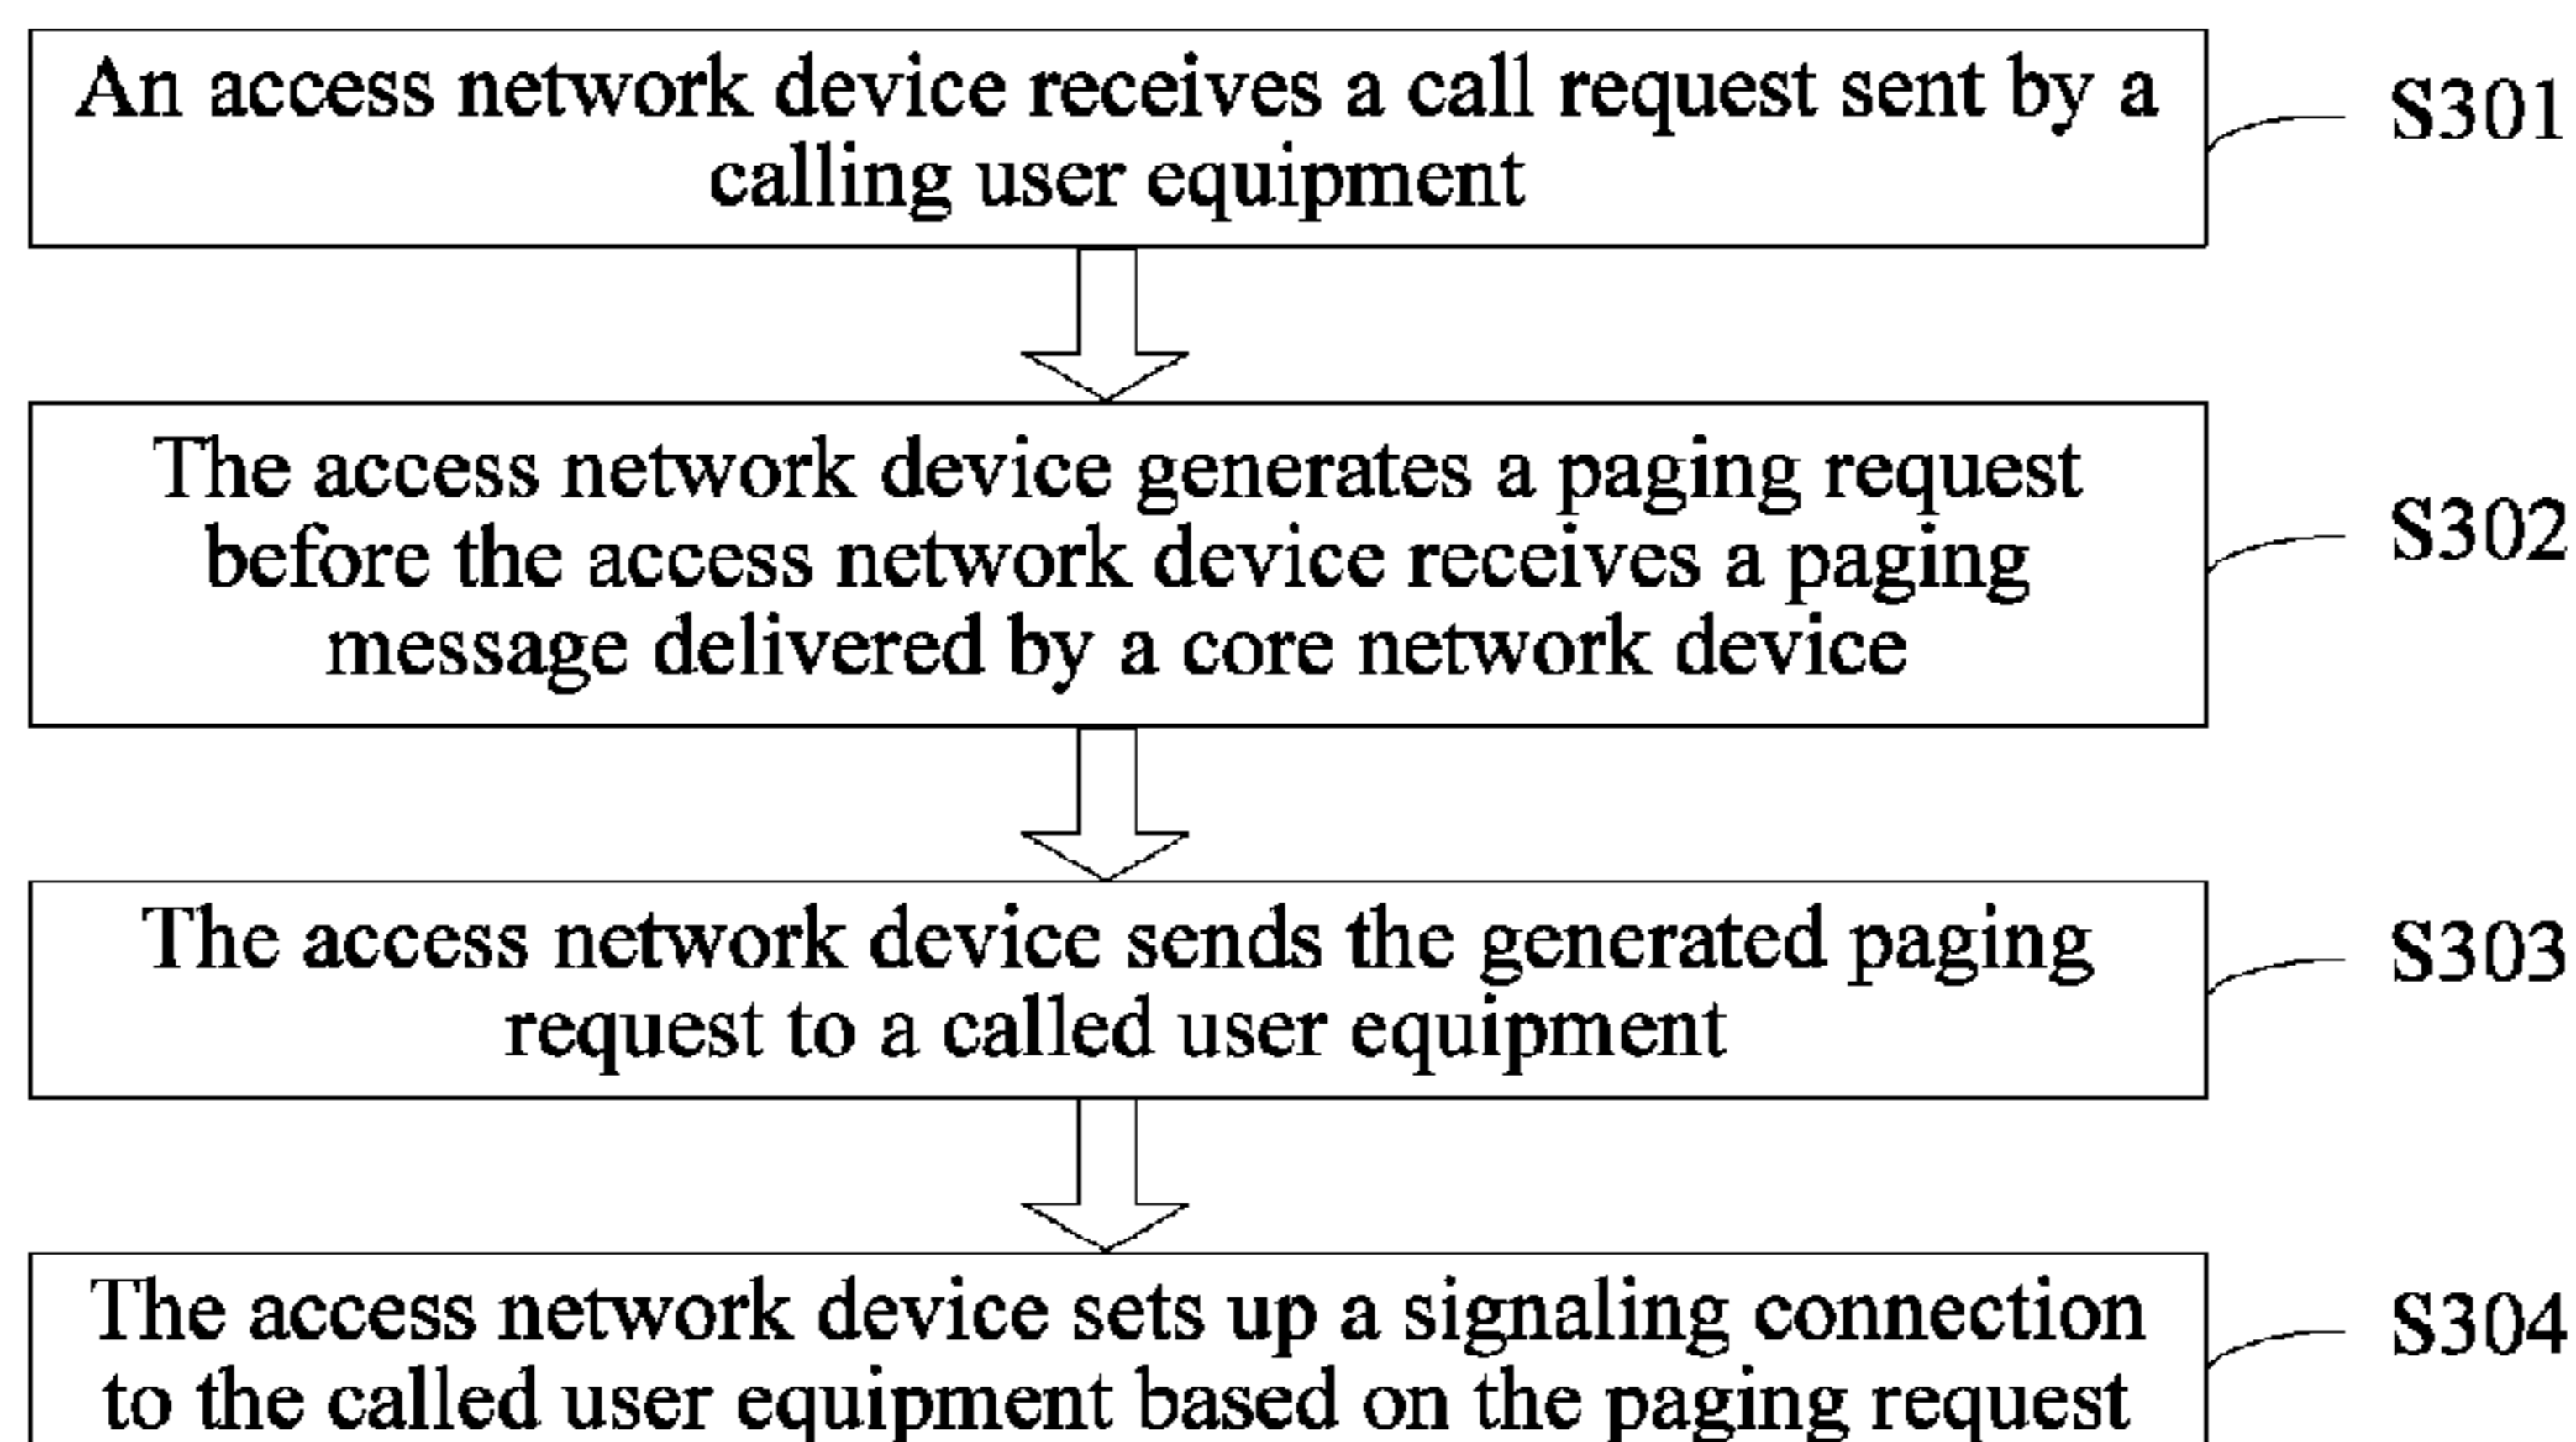 An access network device receives a call request sent by a
calling user equipment
S301
The access network device generates a paging request
before the access network device receives a paging
message delivered by a core network device
S302
The access network device sends the generated paging
request to a called user equipment
S303
The access network device sets up a signaling connection
to the called user equipment based on the paging request
S304